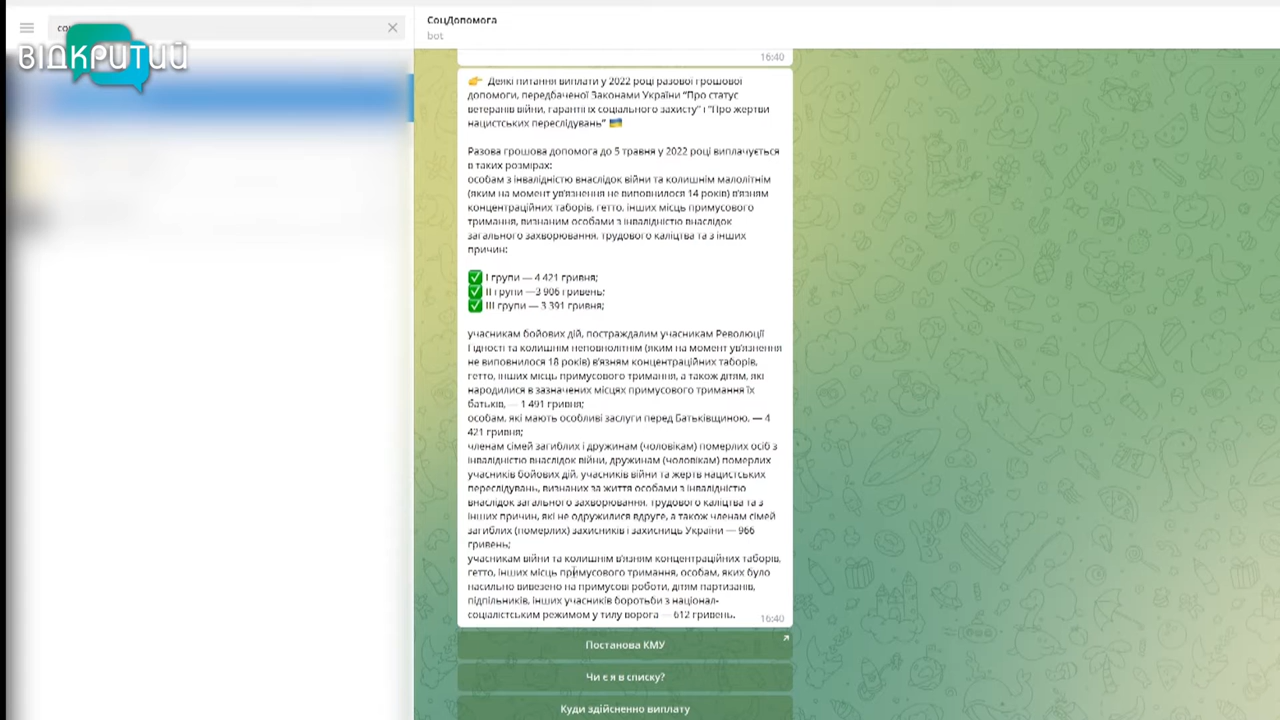 соц
ВІДКРИТИЙ
СоцДопомога
bot
16:40
👉 Деякі питання виплати у 2022 році разової грошової
допомоги, передбаченої Законами України "Про статус
ветеранів війни, гарантії їх соціального захисту" і "Про жертви
нацистських переслідувань" 🇺🇦
Разова грошова допомога до 5 травня у 2022 році виплачується
в таких розмірах:
особам з інвалідністю внаслідок війни та колишнім малолітнім
(яким на момент ув'язнення не виповнилося 14 років) в'язням
концентраційних таборів, гетто, інших місць примусового
тримання, визнаним особами з інвалідністю внаслідок
загального захворювання, трудового каліцтва та з інших
причин:
✅ I групи — 4 421 гривня;
✅ II групи —3 906 гривень;
✅ III групи — 3 391 гривня;
учасникам бойових дій, постраждалим учасникам Революції
Гідності та колишнім неповнолітнім (яким на момент ув'язнення
не виповнилося 18 років) в'язням концентраційних таборів,
гетто, інших місць примусового тримання, а також дітям, які
народилися в зазначених місцях примусового тримання їх
батьків, — 1 491 гривня;
особам, які мають особливі заслуги перед Батьківщиною, — 4
421 гривня;
членам сімей загиблих і дружинам (чоловікам) померлих осіб з
інвалідністю внаслідок війни, дружинам (чоловікам) померлих
учасників бойових дій, учасників війни та жертв нацистських
переслідувань, визнаних за життя особами з інвалідністю
внаслідок загального захворювання, трудового каліцтва та з
інших причин, які не одружилися вдруге, а також членам сімей
загиблих (померлих) захисників і захисниць України — 966
гривень;
учасникам війни та колишнім в'язням концентраційних таборів,
гетто, інших місць примусового тримання, особам, яких було
насильно вивезено на примусові роботи, дітям партизанів,
підпільників, інших учасників боротьби з націонал-
соціалістським режимом у тилу ворога — 612 гривень.
16:40
Постанова КМУ
Чи є я в списку?
Куди здійсненно виплату